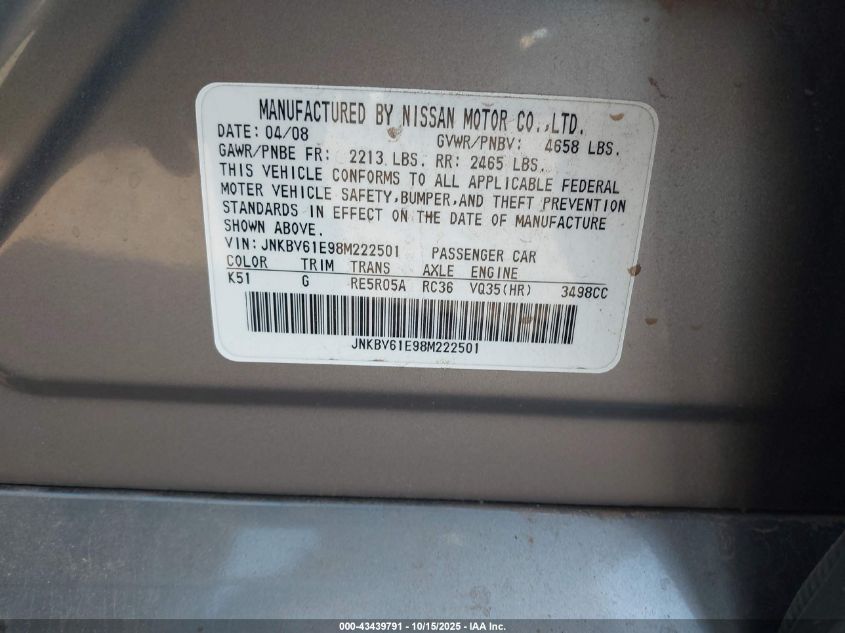 MANUFACTURED BY NISSAN MOTOR CO.,LTD.
DATE: 04/08 GVWR/PNBV: 4658 LBS.
GAWR/PNBE FR: 2213 LBS. RR: 2465 LBS.
THIS VEHICLE CONFORMS TO ALL APPLICABLE FEDERAL
MOTER VEHICLE SAFETY,BUMPER,AND THEFT PREVENTION
STANDARDS IN EFFECT ON THE DATE OF MANUFACTURE
SHOWN ABOVE.
VIN: JNKBV61E98M222501 PASSENGER CAR
COLOR TRIM TRANS AXLE ENGINE
K51 G RE5R05A RC36 VQ35(HR) 3498CC
JNKBV61E98M222501
000-43439791 - 10/15/2025 - IAA Inc.